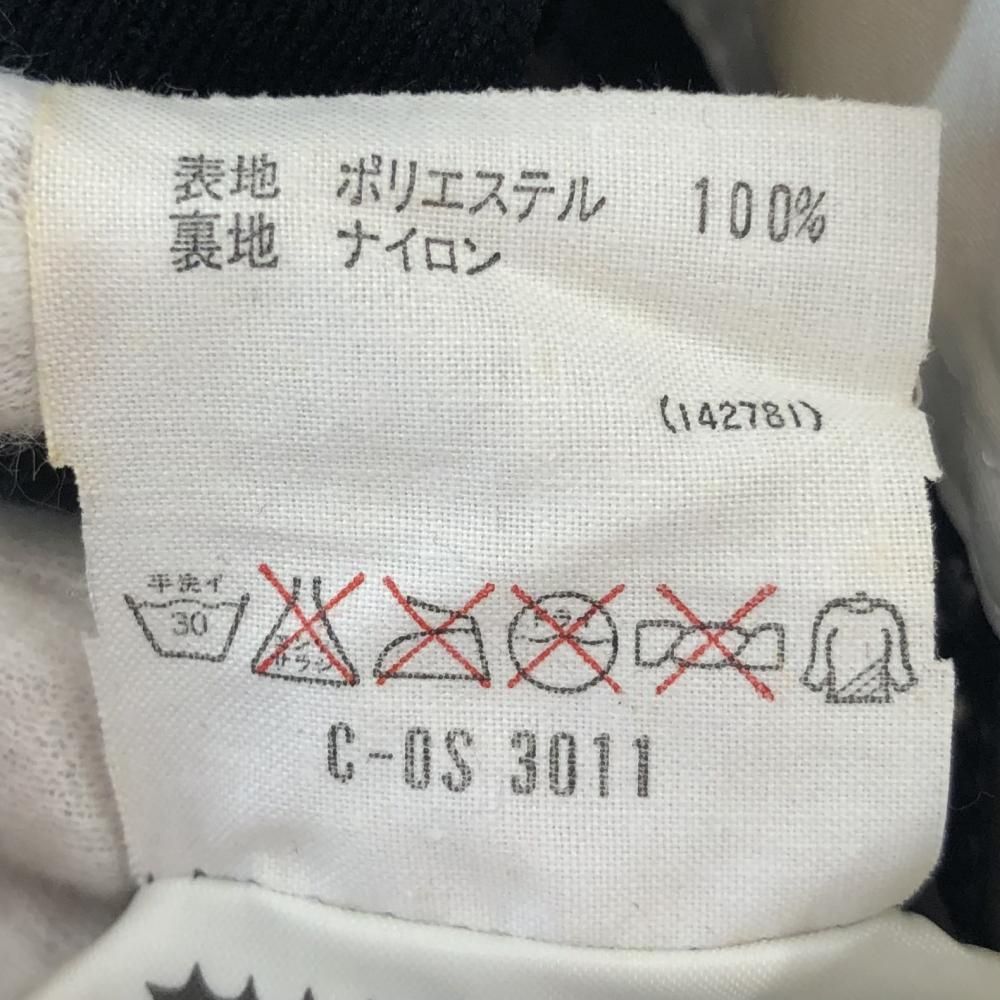 表地 ポリエステル 100%
裏地 ナイロン
(142781)
手洗イ
30
C-OS 3011